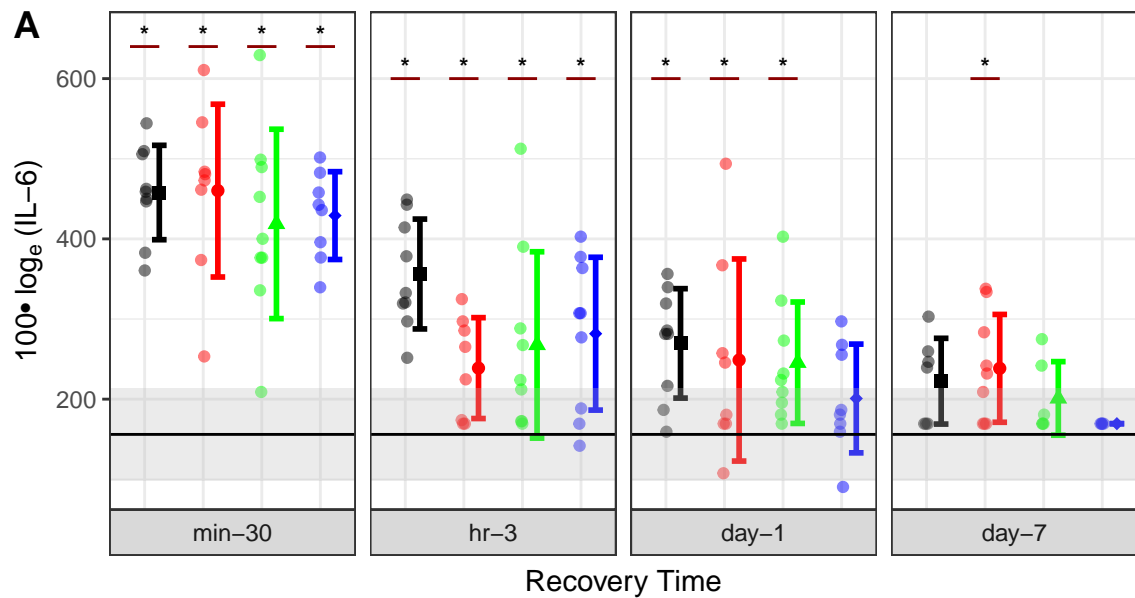 A
* * * *
* * * *
* * *
*
600
400
200
100• logₑ (IL−6)
min−30
hr−3
day−1
day−7
Recovery Time